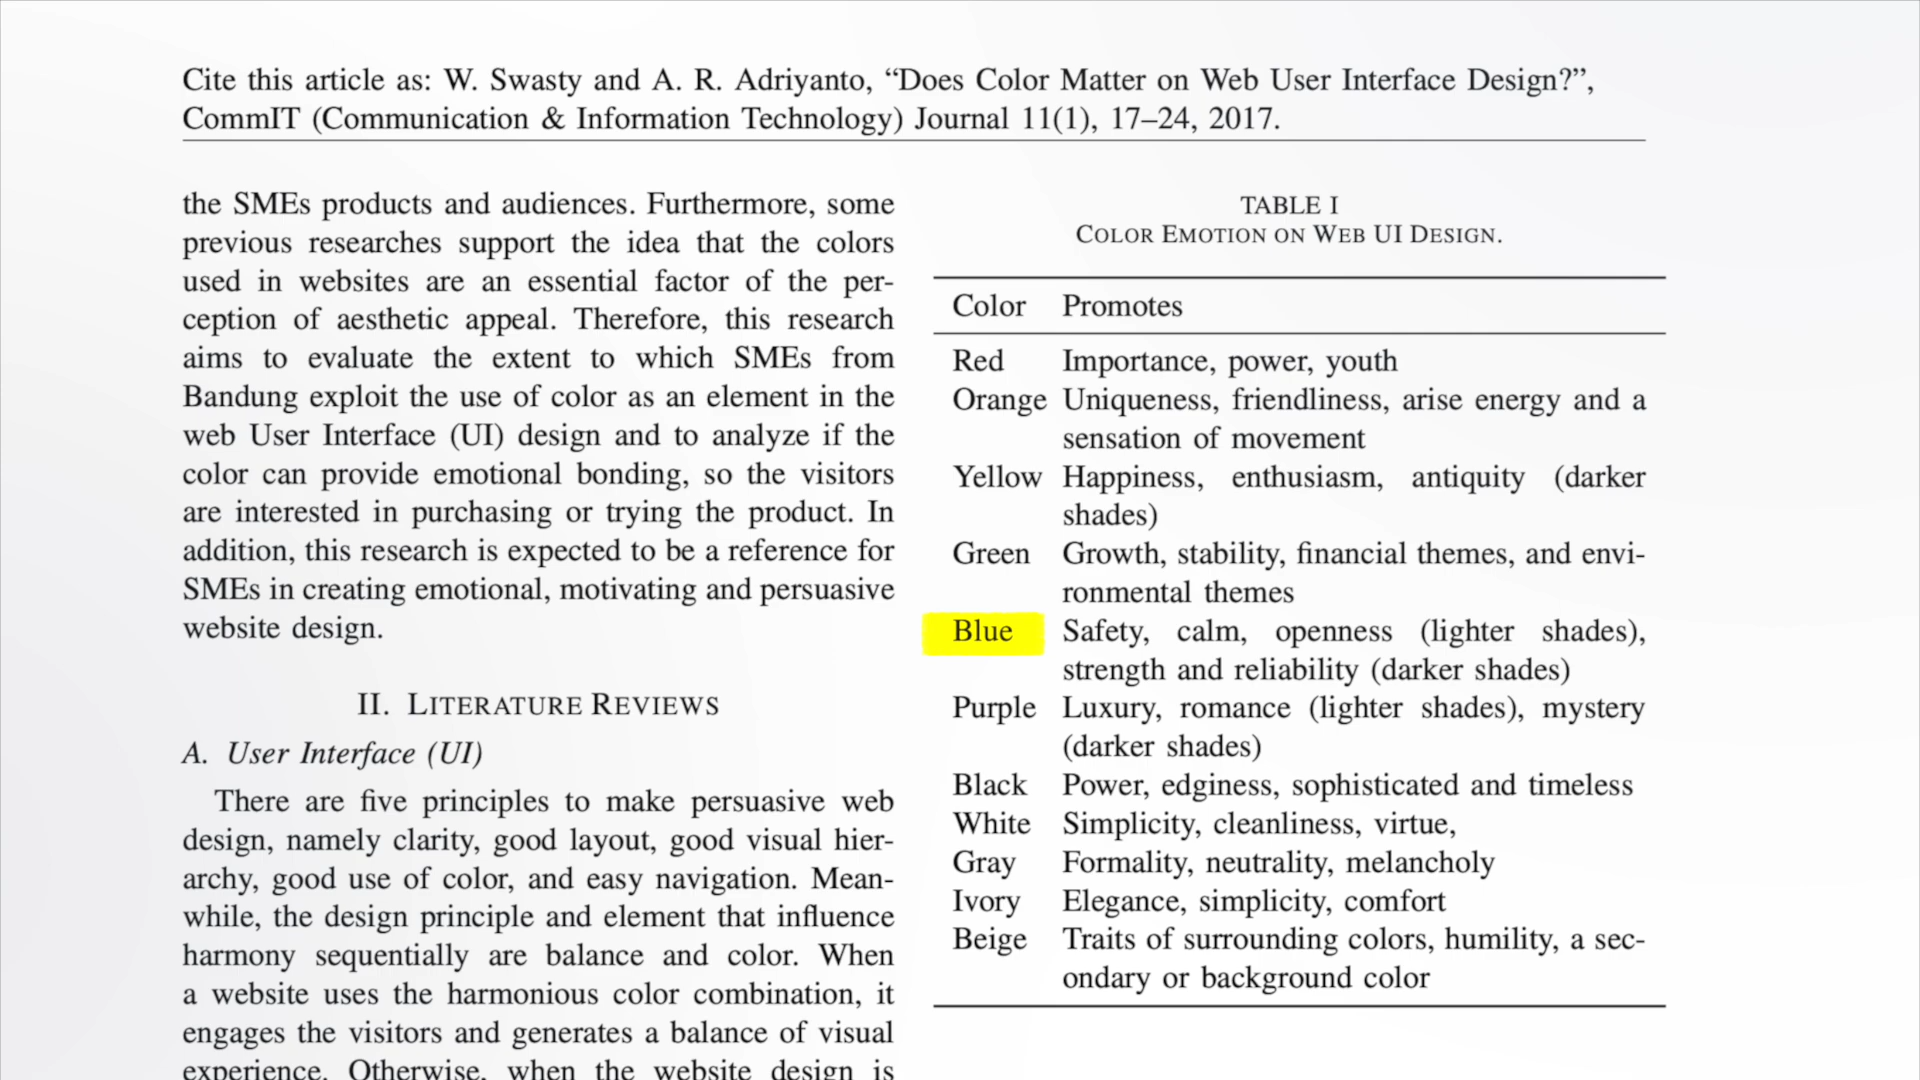 Cite this article as: W. Swasty and A. R. Adriyanto, “Does Color Matter on Web User Interface Design?”,
CommIT (Communication & Information Technology) Journal 11(1), 17–24, 2017.
the SMEs products and audiences. Furthermore, some
previous researches support the idea that the colors
used in websites are an essential factor of the per-
ception of aesthetic appeal. Therefore, this research
aims to evaluate the extent to which SMEs from
Bandung exploit the use of color as an element in the
web User Interface (UI) design and to analyze if the
color can provide emotional bonding, so the visitors
are interested in purchasing or trying the product. In
addition, this research is expected to be a reference for
SMEs in creating emotional, motivating and persuasive
website design.
II. LITERATURE REVIEWS
A. User Interface (UI)
There are five principles to make persuasive web
design, namely clarity, good layout, good visual hier-
archy, good use of color, and easy navigation. Mean-
while, the design principle and element that influence
harmony sequentially are balance and color. When
a website uses the harmonious color combination, it
engages the visitors and generates a balance of visual
experience. Otherwise, when the website design is
TABLE I
COLOR EMOTION ON WEB UI DESIGN.
Color Promotes
Red Importance, power, youth
Orange Uniqueness, friendliness, arise energy and a
sensation of movement
Yellow Happiness, enthusiasm, antiquity (darker
shades)
Green Growth, stability, financial themes, and envi-
ronmental themes
Blue Safety, calm, openness (lighter shades),
strength and reliability (darker shades)
Purple Luxury, romance (lighter shades), mystery
(darker shades)
Black Power, edginess, sophisticated and timeless
White Simplicity, cleanliness, virtue,
Gray Formality, neutrality, melancholy
Ivory Elegance, simplicity, comfort
Beige Traits of surrounding colors, humility, a sec-
ondary or background color